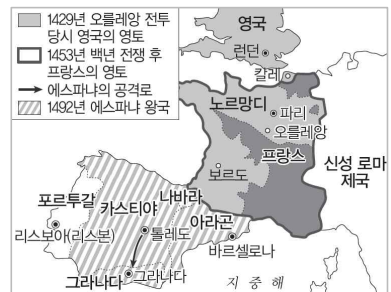 1429년 오를레앙 전투
당시 영국의 영토
1453년 백년 전쟁 후
프랑스의 영토
에스파냐의 공격로
1492년 에스파냐 왕국
영국
런던
칼레
노르망디
파리
오를레앙
프랑스
보르도
신성 로마
제국
포르투갈
나바라
카스티야
아라곤
리스보아(리스본)
톨레도
바르셀로나
그라나다
그라나다
지중해